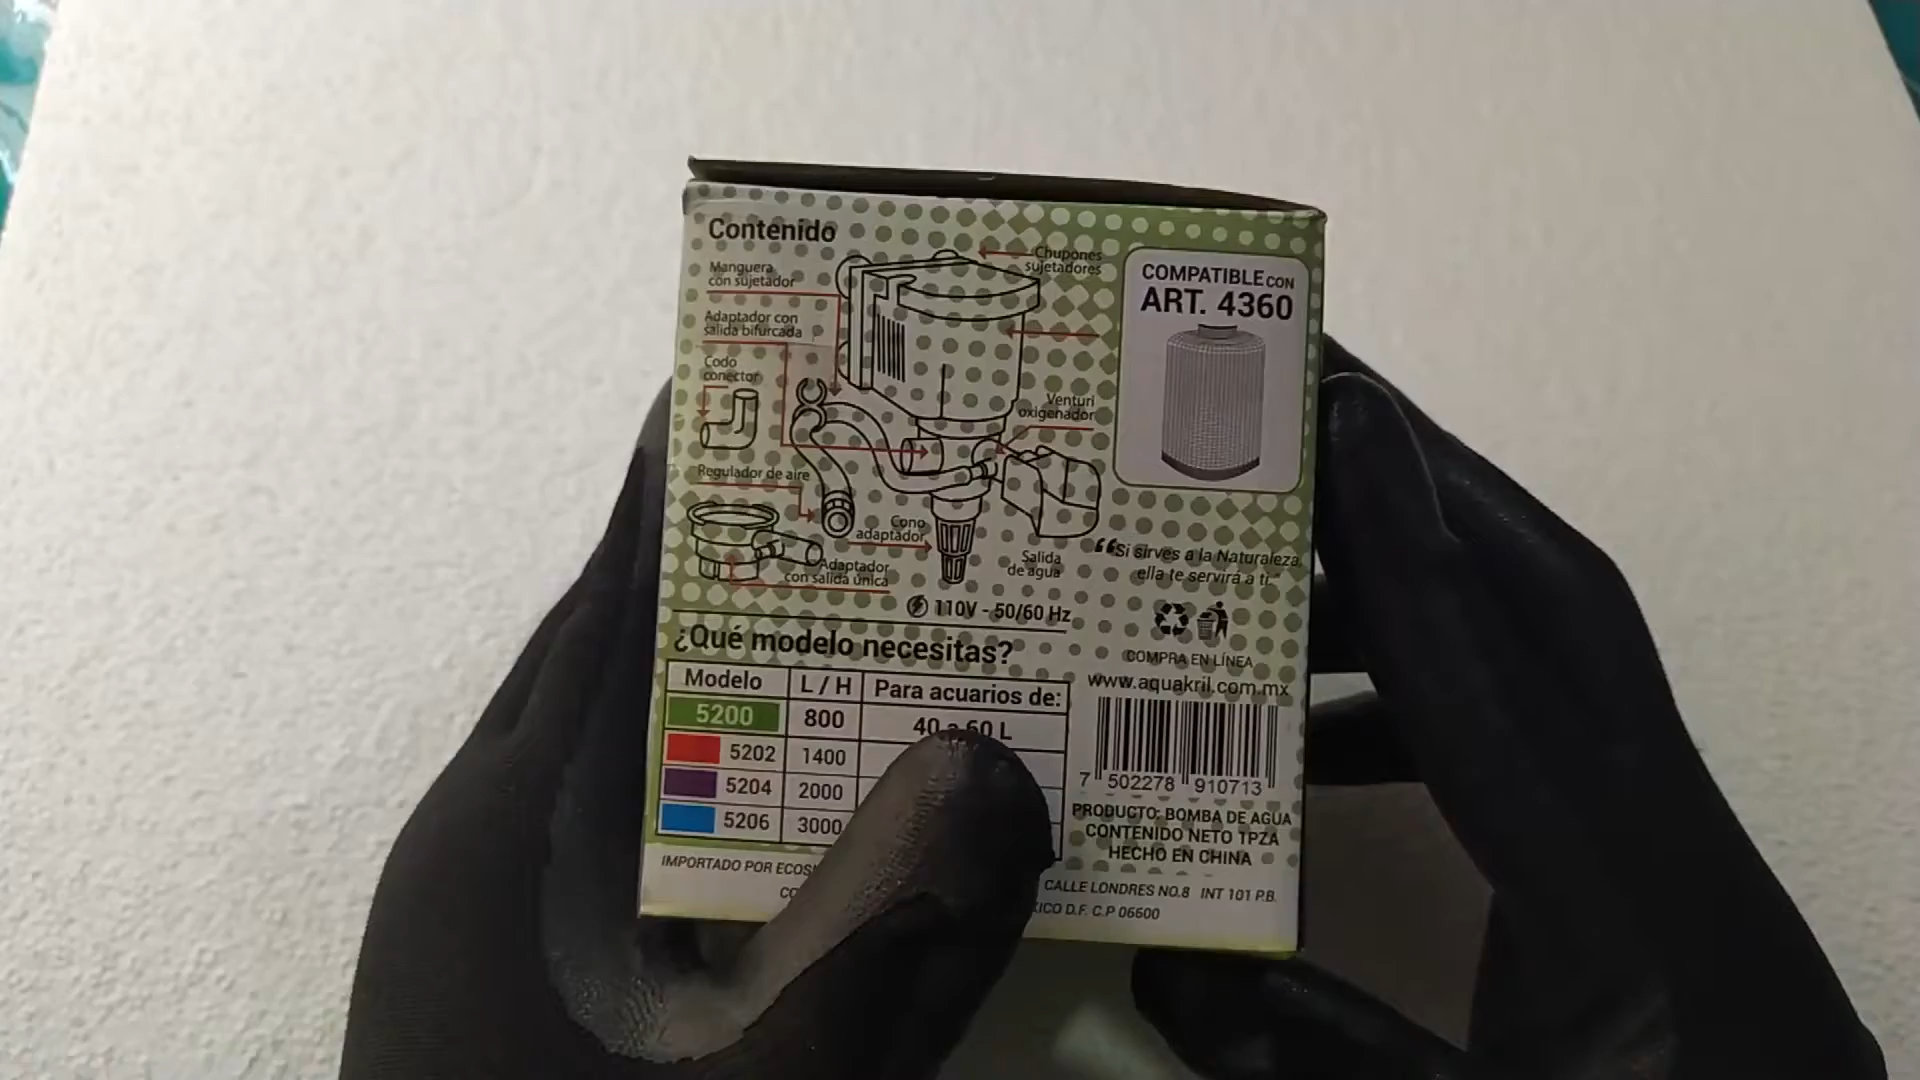 Contenido
Manguera
con sujetador
Adaptador con
salida bifurcada
Codo
conector
Regulador de aire
Chupones
sujetadores
Venturi
oxigenador
Cono
adaptador
Adaptador
con salida única
Salida
de agua
COMPATIBLE CON
ART. 4360
“Si sirves a la Naturaleza,
ella te servirá a ti.”
110V - 50/60 Hz
¿Qué modelo necesitas?
Modelo L / H Para acuarios de:
5200 800 40 a 60 L
5202 1400
5204 2000
5206 3000
COMPRA EN LÍNEA
www.aquakril.com.mx
7 502278 910713
PRODUCTO: BOMBA DE AGUA
CONTENIDO NETO 1PZA
HECHO EN CHINA
IMPORTADO POR
CALLE LONDRES NO.8 INT 101 P.B.
D.F. C.P 06600